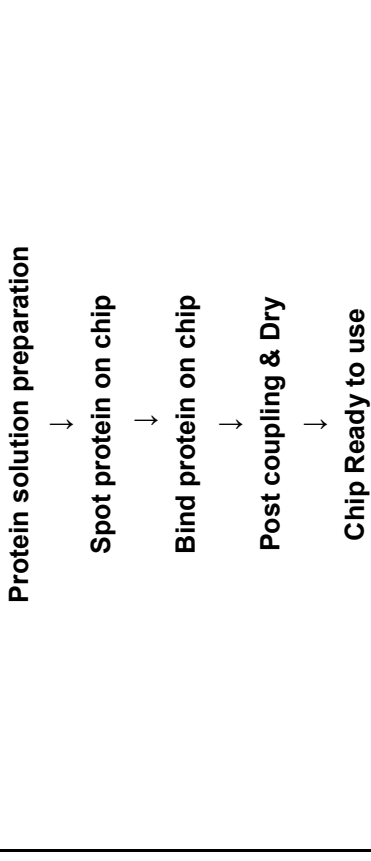 Protein solution preparation
↓
Spot protein on chip
↓
Bind protein on chip
↓
Post coupling & Dry
↓
Chip Ready to use